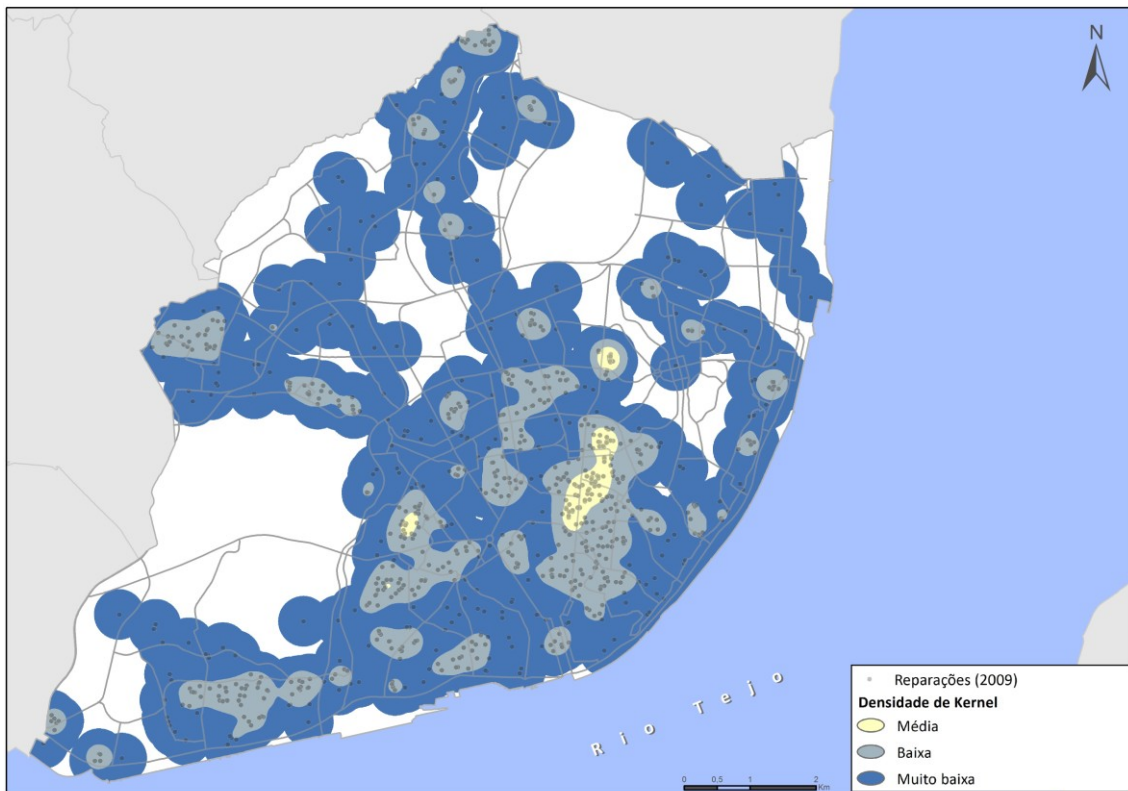 N
Rio Tejo
Reparações (2009)
Densidade de Kernel
Média
Baixa
Muito baixa
0 0,5 1 2
Km